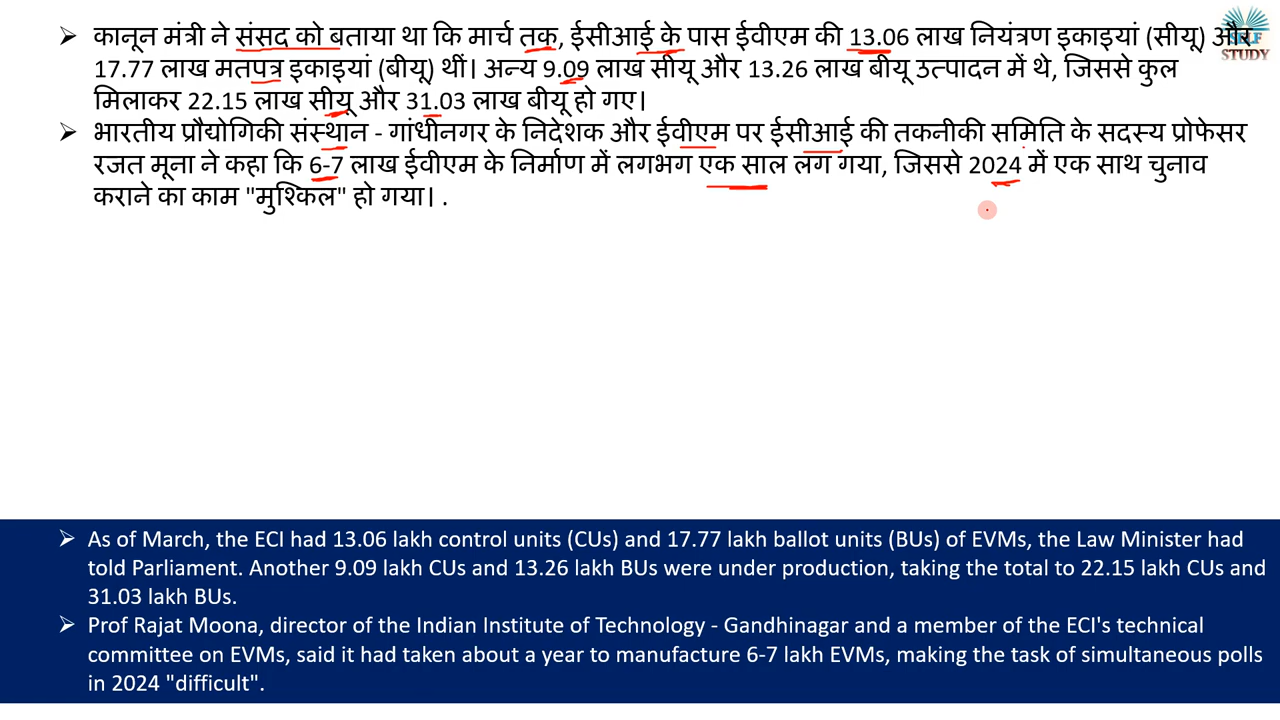 ➤ कानून मंत्री ने संसद को बताया था कि मार्च तक, ईसीआई के पास ईवीएम की 13.06 लाख नियंत्रण इकाइयां (सीयू) और
17.77 लाख मतपत्र इकाइयां (बीयू) थीं। अन्य 9.09 लाख सीयू और 13.26 लाख बीयू उत्पादन में थे, जिससे कुल
मिलाकर 22.15 लाख सीयू और 31.03 लाख बीयू हो गए।
➤ भारतीय प्रौद्योगिकी संस्थान - गांधीनगर के निदेशक और ईवीएम पर ईसीआई की तकनीकी समिति के सदस्य प्रोफेसर
रजत मूना ने कहा कि 6-7 लाख ईवीएम के निर्माण में लगभग एक साल लग गया, जिससे 2024 में एक साथ चुनाव
कराने का काम "मुश्किल" हो गया। .
STUDY
➤ As of March, the ECI had 13.06 lakh control units (CUs) and 17.77 lakh ballot units (BUs) of EVMs, the Law Minister had
told Parliament. Another 9.09 lakh CUs and 13.26 lakh BUs were under production, taking the total to 22.15 lakh CUs and
31.03 lakh BUs.
➤ Prof Rajat Moona, director of the Indian Institute of Technology - Gandhinagar and a member of the ECI's technical
committee on EVMs, said it had taken about a year to manufacture 6-7 lakh EVMs, making the task of simultaneous polls
in 2024 "difficult".